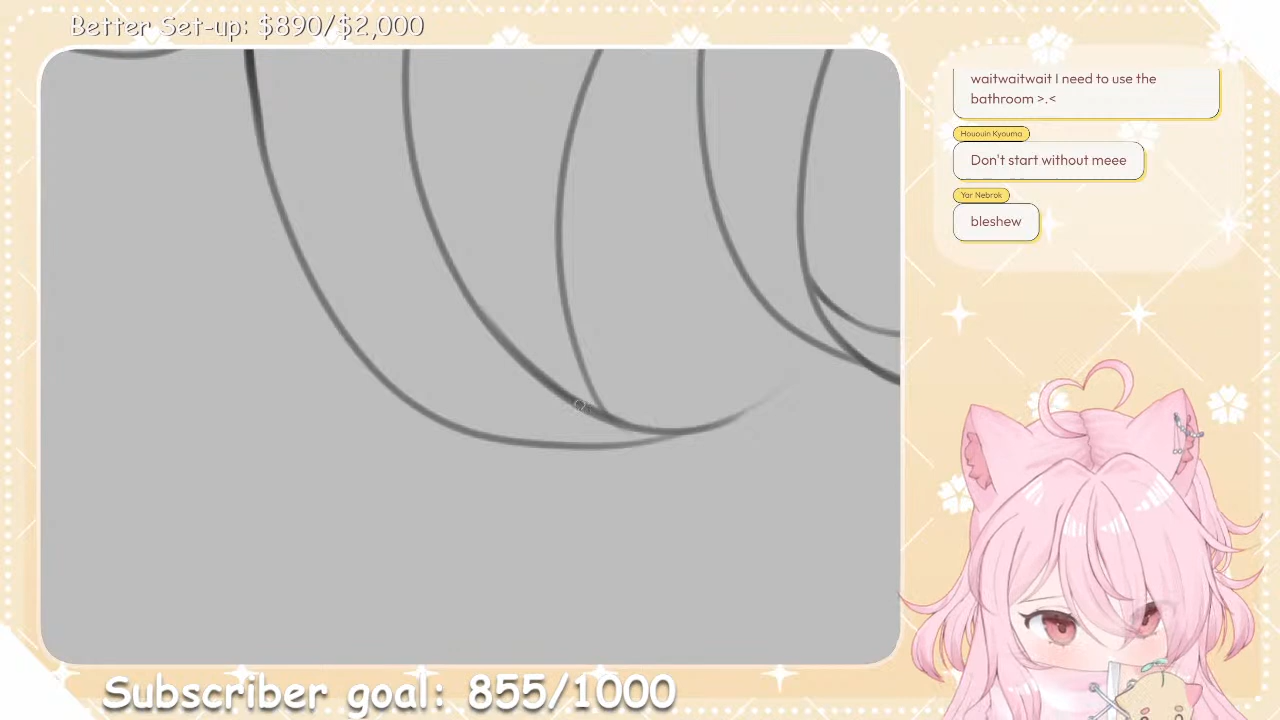 Better Set-up: $890/$2,000
waitwaitwait I need to use the
bathroom >.<
Hououin Kyouma
Don't start without meee
Yar Nebrok
bleshew
Subscriber goal: 855/1000